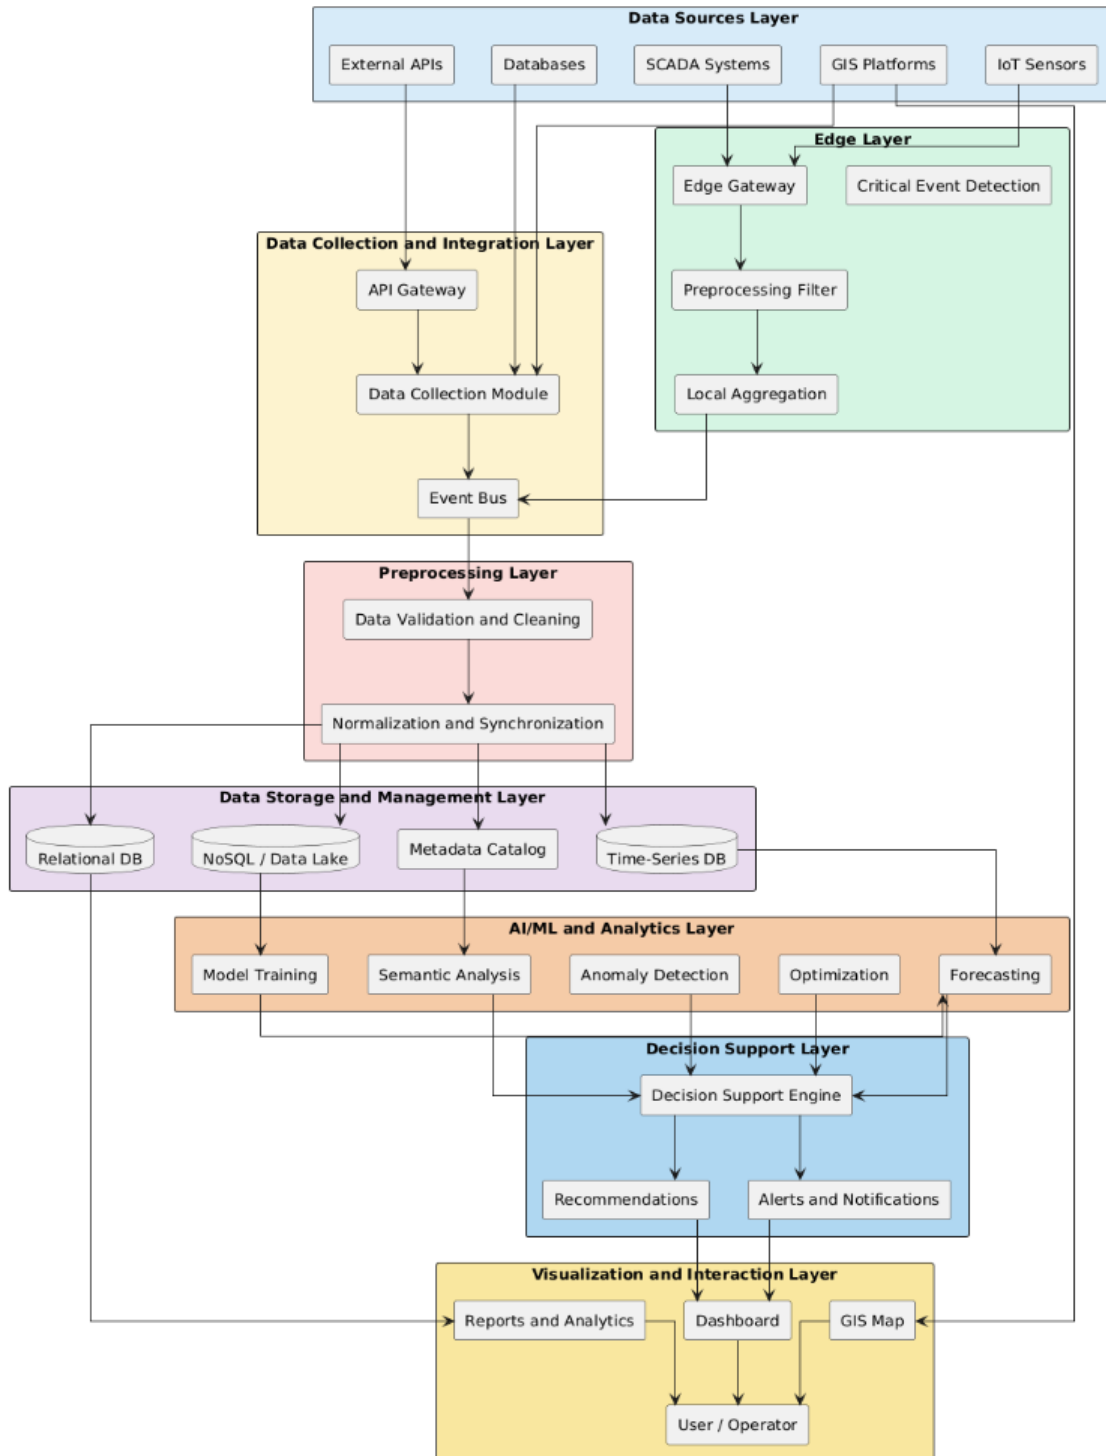 Data Sources Layer
External APIs
Databases
SCADA Systems
GIS Platforms
IoT Sensors
Edge Layer
Edge Gateway
Critical Event Detection
Preprocessing Filter
Local Aggregation
Data Collection and Integration Layer
API Gateway
Data Collection Module
Event Bus
Preprocessing Layer
Data Validation and Cleaning
Normalization and Synchronization
Data Storage and Management Layer
Relational DB
NoSQL / Data Lake
Metadata Catalog
Time-Series DB
AI/ML and Analytics Layer
Model Training
Semantic Analysis
Anomaly Detection
Optimization
Forecasting
Decision Support Layer
Decision Support Engine
Recommendations
Alerts and Notifications
Visualization and Interaction Layer
Reports and Analytics
Dashboard
GIS Map
User / Operator